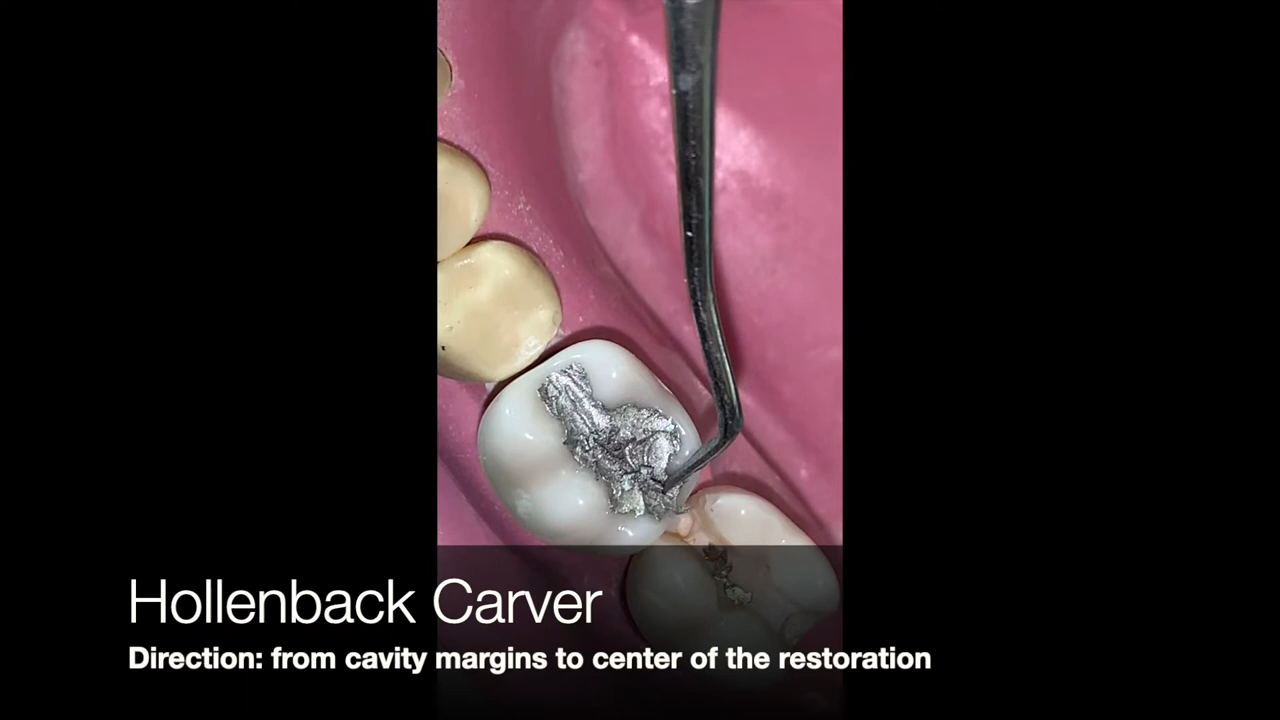 Hollenback Carver
Direction: from cavity margins to center of the restoration